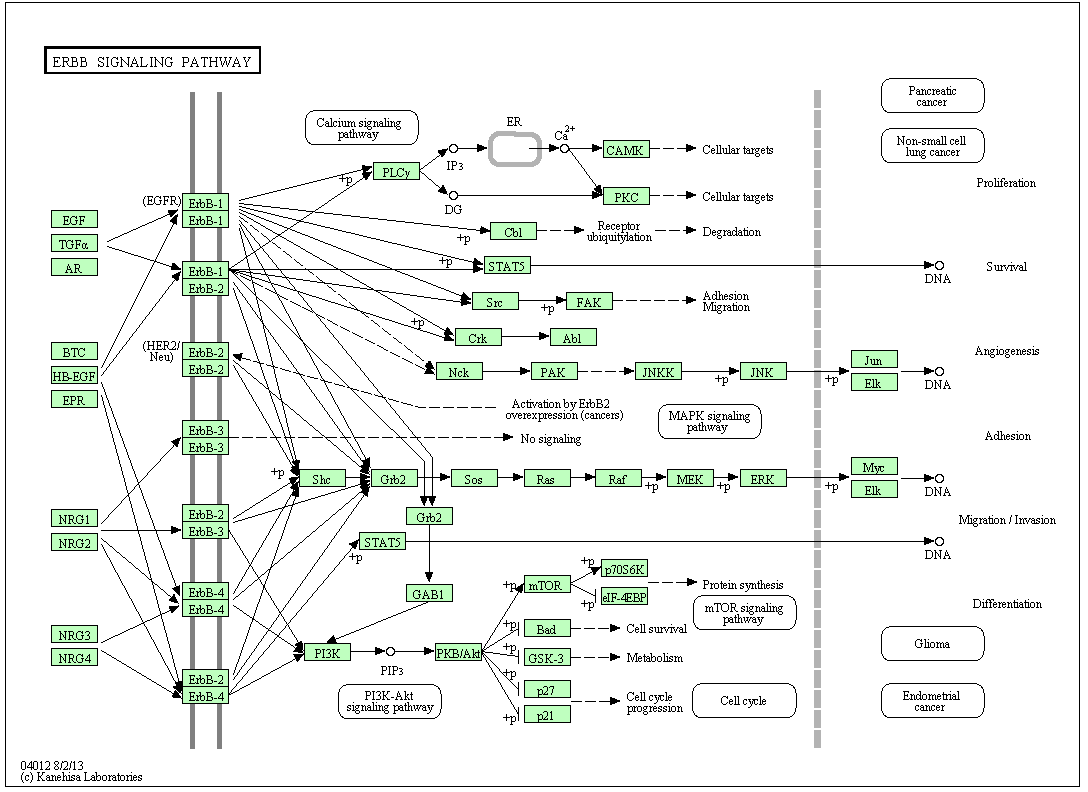 ERBB SIGNALING PATHWAY
Pancreatic
cancer
Non-small cell
lung cancer
Calcium signaling
pathway
ER
Ca2+
IP3
DG
+p
PLCγ
CAMK
Cellular targets
PKC
Cellular targets
Proliferation
(EGFR)
ErbB-1
ErbB-1
EGF
TGFα
AR
+p
Cbl
Receptor
ubiquitylation
Degradation
ErbB-1
ErbB-2
+p
STAT5
DNA
Survival
Src
+p
FAK
Adhesion
Migration
+p
Crk
Abl
BTC
HB-EGF
EPR
(HER2/
Neu)
ErbB-2
ErbB-2
Nck
PAK
JNKK
+p
JNK
+p
Jun
Elk
DNA
Angiogenesis
Activation by ErbB2
overexpression (cancers)
MAPK signaling
pathway
ErbB-3
ErbB-3
No signaling
Adhesion
+p
Shc
Grb2
Sos
Ras
Raf
+p
MEK
+p
ERK
+p
Myc
Elk
DNA
NRG1
NRG2
ErbB-2
ErbB-3
Grb2
Migration / Invasion
STAT5
+p
DNA
ErbB-4
ErbB-4
GAB1
+p
mTOR
+p
p70S6K
+p
eIF-4EBP
Protein synthesis
mTOR signaling
pathway
Differentiation
NRG3
NRG4
PI3K
PIP3
PKB/Akt
+p
Bad
Cell survival
+p
GSK-3
Metabolism
Glioma
ErbB-2
ErbB-4
PI3K-Akt
signaling pathway
+p
p27
+p
p21
Cell cycle
progression
Cell cycle
Endometrial
cancer
04012 8/2/13
(c) Kanehisa Laboratories